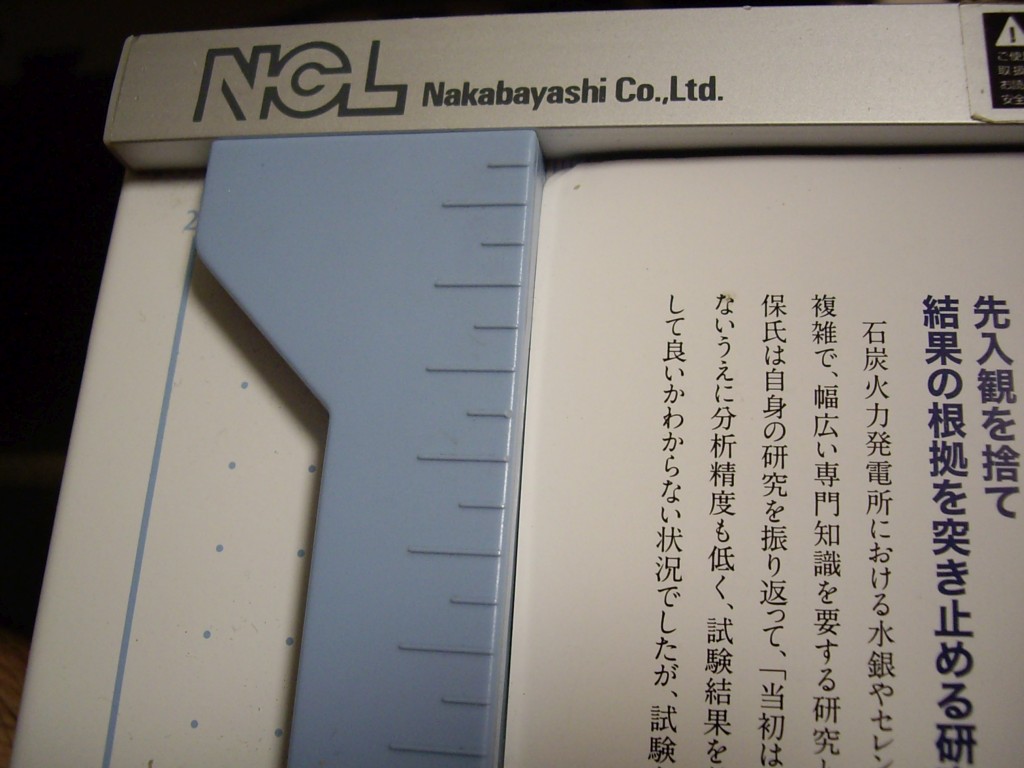 NCL Nakabayashi Co.,Ltd.
2
先入観を捨て
結果の根拠を突き止める研
石炭火力発電所における水銀やセレン
複雑で、幅広い専門知識を要する研究
保氏は自身の研究を振り返って、「当初は
ないうえに分析精度も低く、試験結果を
して良いかわからない状況でしたが、試験